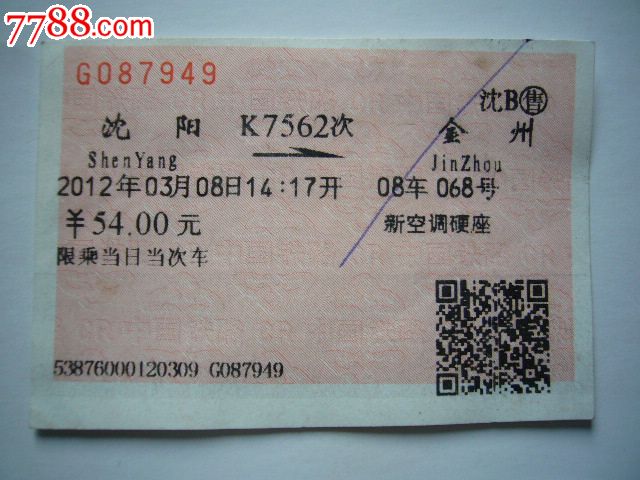 7788.com
G087949
沈B售
沈 阳 K7562次 金 州
ShenYang JinZhou
2012年03月08日14:17开 08车 068号
￥54.00元 新空调硬座
限乘当日当次车
53876000120309 G087949